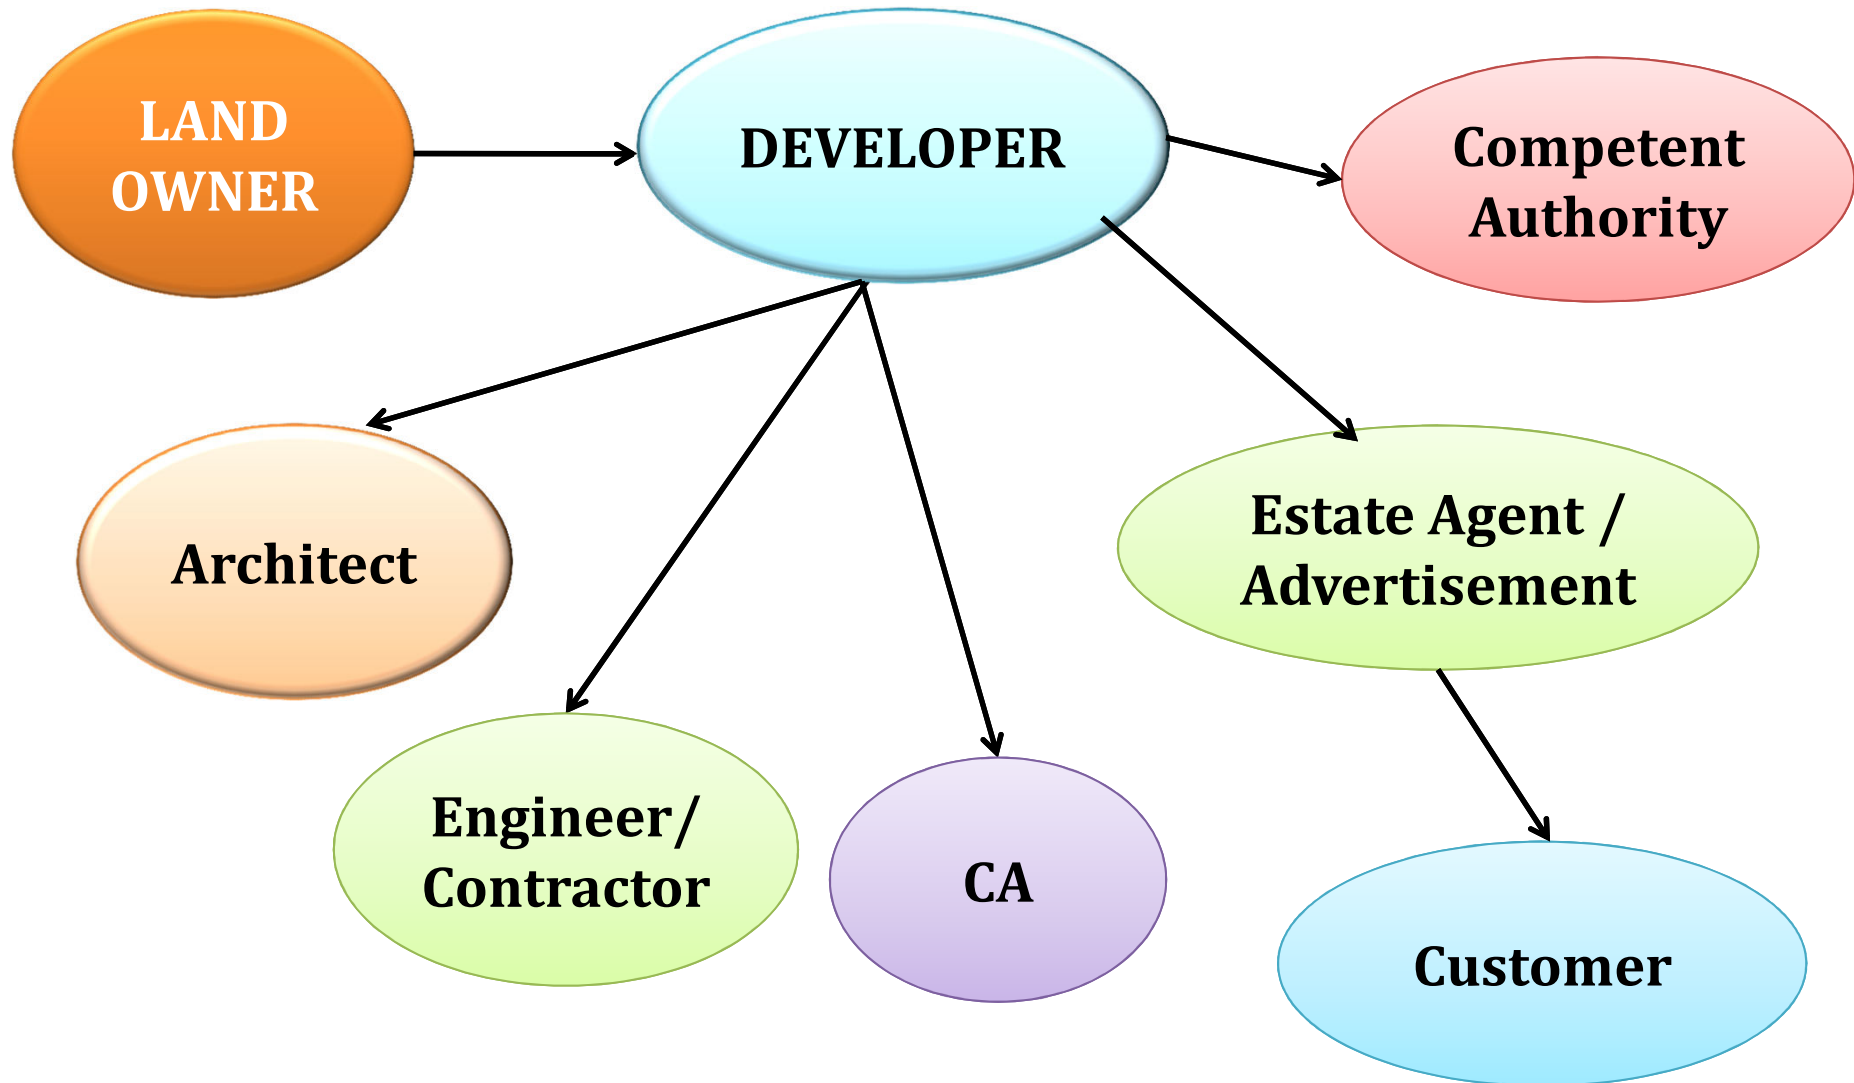 LAND
OWNER
DEVELOPER
Competent
Authority
Architect
Estate Agent /
Advertisement
Engineer/
Contractor
CA
Customer